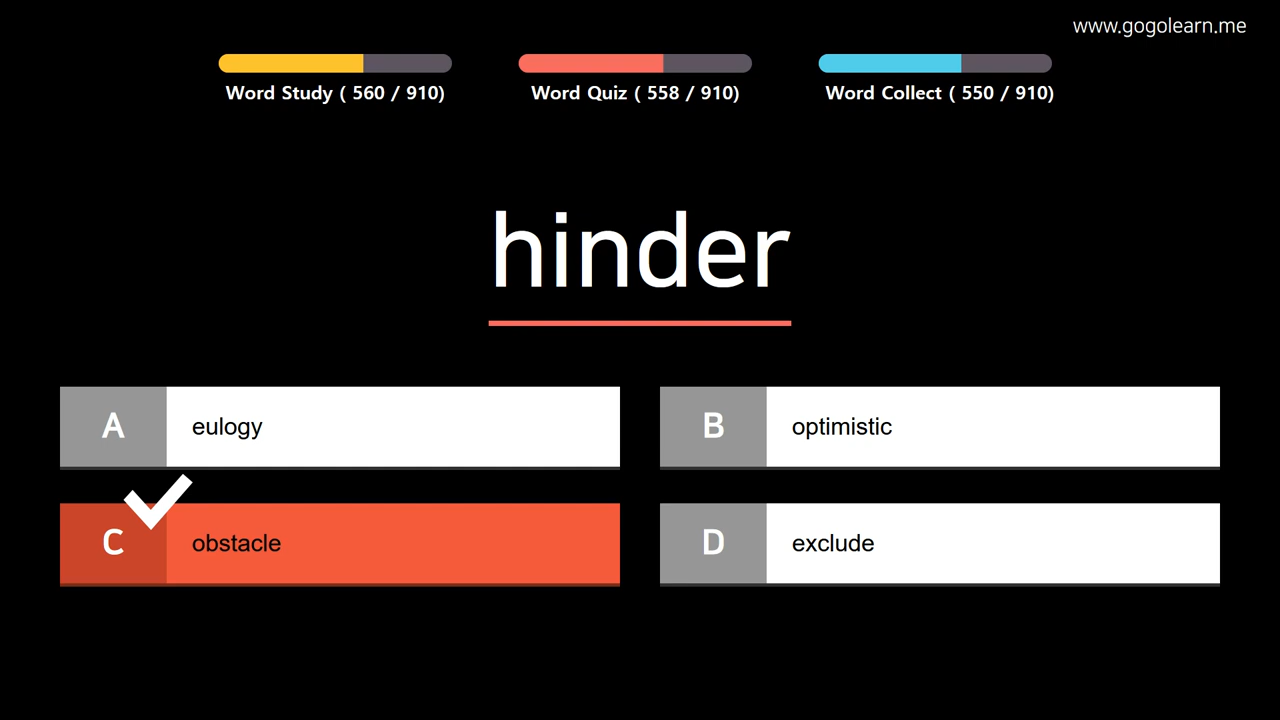 www.gogolearn.me
Word Study ( 560 / 910)
Word Quiz ( 558 / 910)
Word Collect ( 550 / 910)
hinder
A eulogy
B optimistic
C obstacle
D exclude